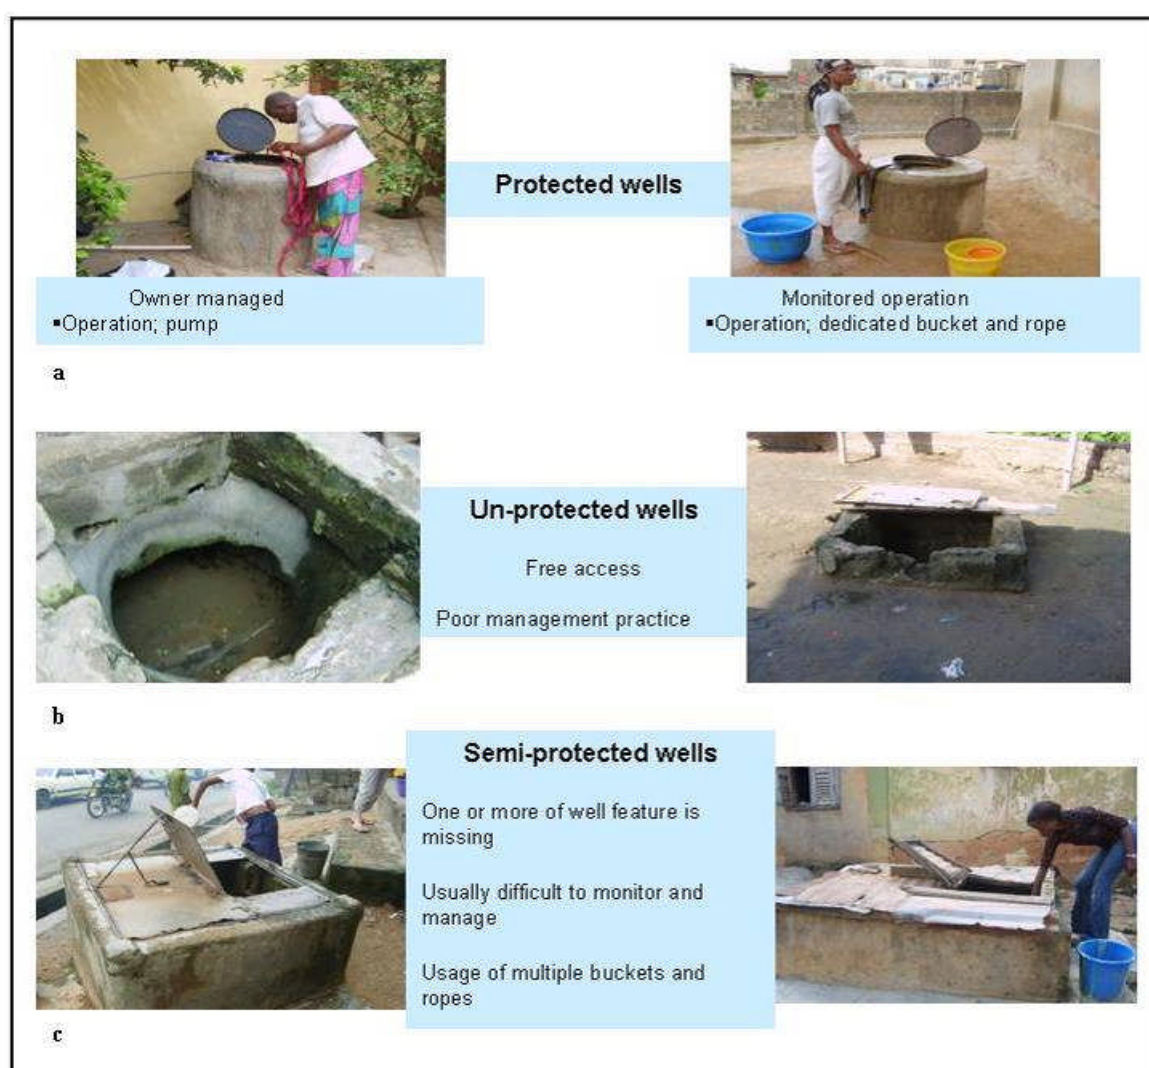 Protected wells
Owner managed
▪Operation; pump
Monitored operation
▪Operation; dedicated bucket and rope
a
Un-protected wells
Free access
Poor management practice
b
Semi-protected wells
One or more of well feature is
missing
Usually difficult to monitor and
manage
Usage of multiple buckets and
ropes
c